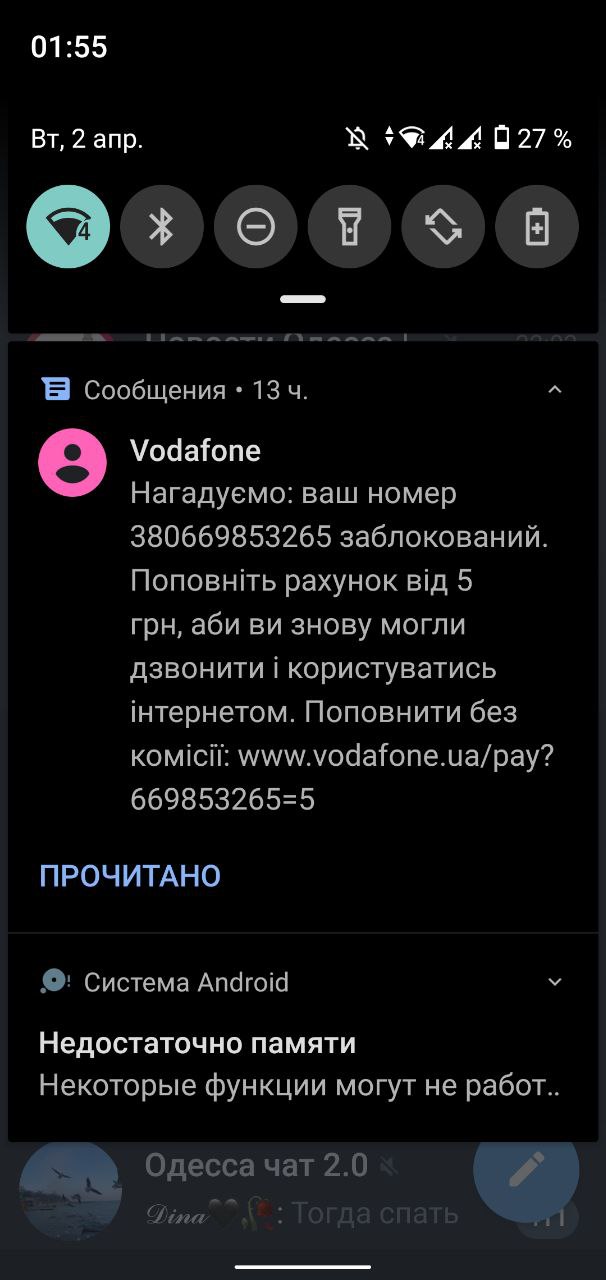 01:55
Вт, 2 апр.
4
27 %
4
Сообщения • 13 ч.
Vodafone
Нагадуємо: ваш номер
380669853265 заблокований.
Поповніть рахунок від 5
грн, аби ви знову могли
дзвонити і користуватись
інтернетом. Поповнити без
комісії: www.vodafone.ua/pay?
669853265=5
ПРОЧИТАНО
Система Android
Недостаточно памяти
Некоторые функции могут не работ..
Одесса чат 2.0
𝒟𝒾𝓃𝒶🖤🥀: Тогда спать